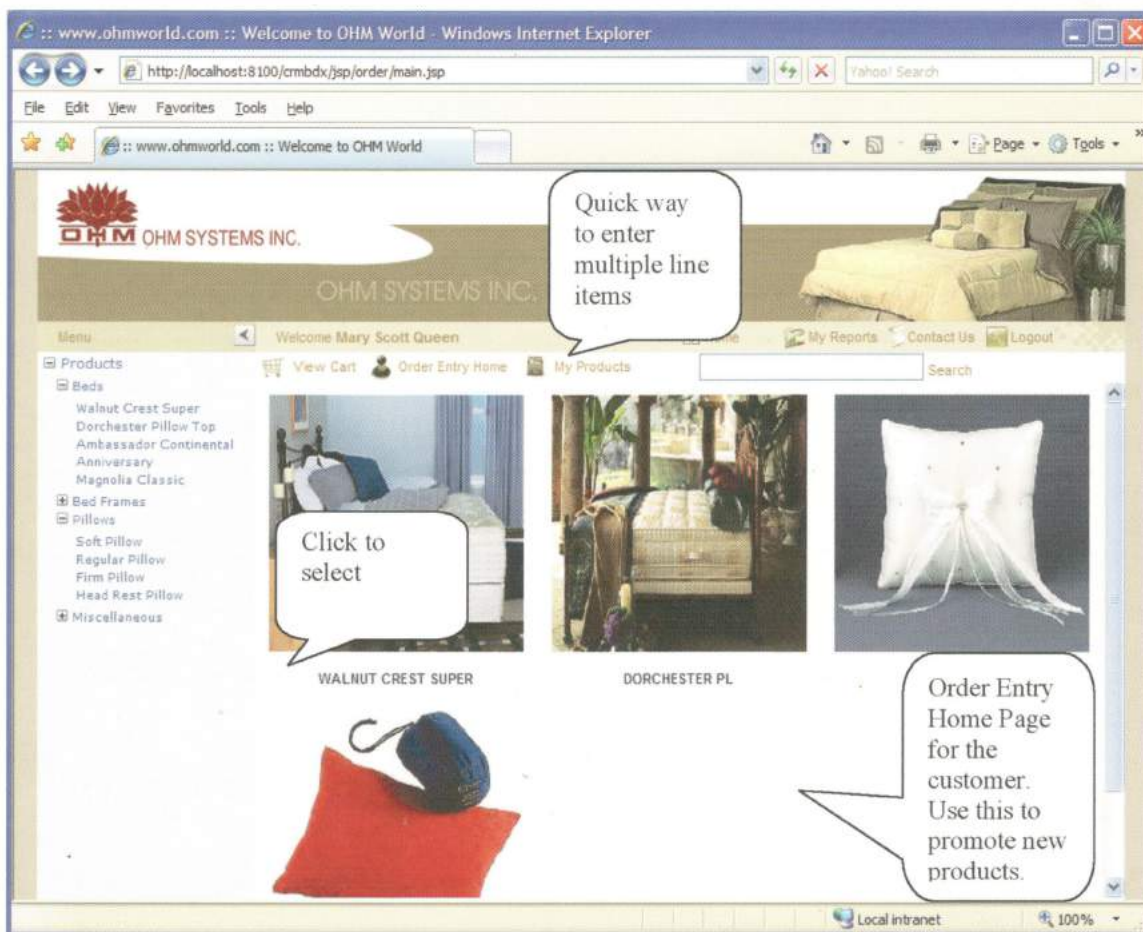 :: www.ohmworld.com :: Welcome to OHM World - Windows Internet Explorer
http://localhost:8100/crmbdx/jsp/order/main.jsp
Yahoo! Search
File Edit View Favorites Tools Help
:: www.ohmworld.com :: Welcome to OHM World
Page Tools
OHM OHM SYSTEMS INC.
OHM SYSTEMS INC.
Quick way
to enter
multiple line
items
Menu
Welcome Mary Scott Queen
My Reports Contact Us Logout
View Cart Order Entry Home My Products
Search
Products
Beds
Walnut Crest Super
Dorchester Pillow Top
Ambassador Continental
Anniversary
Magnolia Classic
Bed Frames
Pillows
Soft Pillow
Regular Pillow
Firm Pillow
Head Rest Pillow
Miscellaneous
Click to
select
WALNUT CREST SUPER
DORCHESTER PL
Order Entry
Home Page
for the
customer.
Use this to
promote new
products.
Local intranet
100%